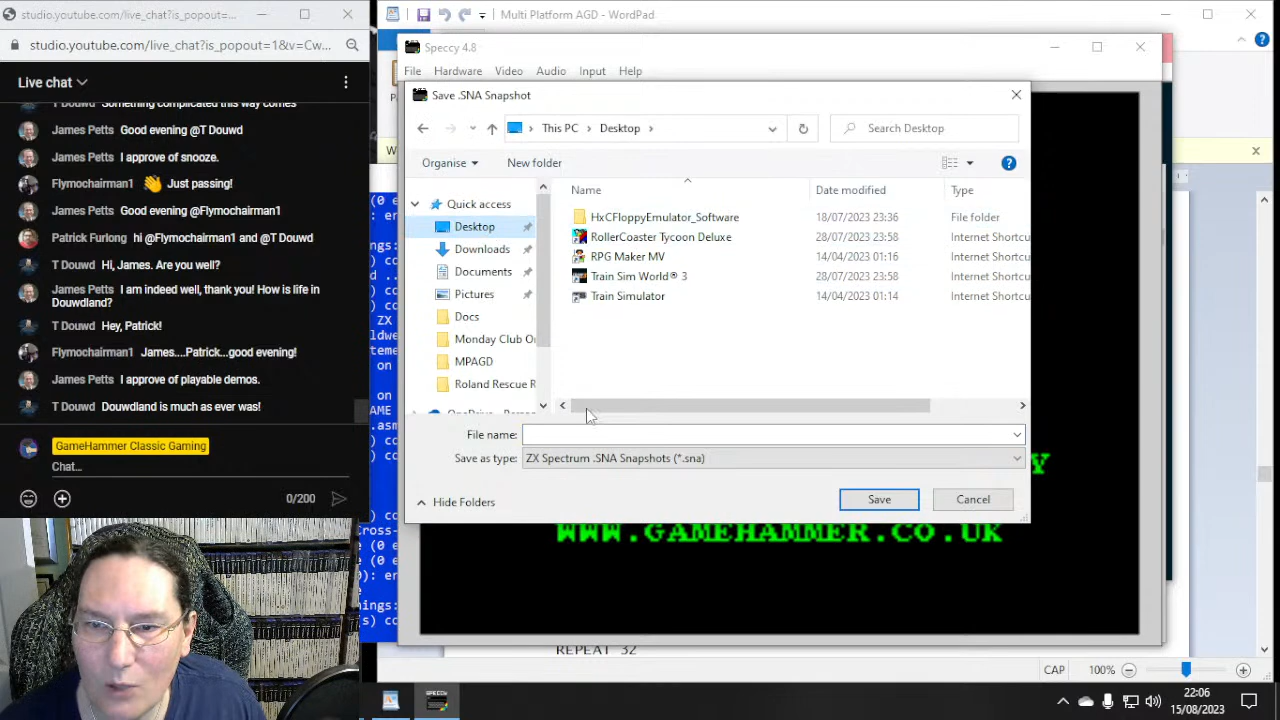 studio.youtube.com/live_chat?is_popout=...
studio.youtube.com/live_chat?is_popout=1&v=Cw...
Live chat
T Douwd Something complicated this way comes
James Petts Good evening @T Douwd
James Petts I approve of snooze.
Flymochairman1 👋 Just passing!
James Petts Good evening @Flymochairman1
Patrick Furlong hi @Flymochairman1 and @T Douwd
T Douwd Hi, James. Are you well?
James Petts I am indeed well, thank you! How is life in
Douwdland?
T Douwd Hey, Patrick!
Flymochairman1 James....Patrick...good evening!
James Petts I approve of playable demos.
T Douwd Douwdland is much as ever was!
GameHammer Classic Gaming
Chat...
0/200
Multi Platform AGD - WordPad
Speccy 4.8
File Hardware Video Audio Input Help
Save .SNA Snapshot
This PC > Desktop >
Search Desktop
Organise New folder
Name Date modified Type
Quick access
Desktop
Downloads
Documents
Pictures
Docs
Monday Club On
MPAGD
Roland Rescue R
HxCFloppyEmulator_Software 18/07/2023 23:36 File folder
RollerCoaster Tycoon Deluxe 28/07/2023 23:58 Internet Shortcu
RPG Maker MV 14/04/2023 01:16 Internet Shortcu
Train Sim World® 3 28/07/2023 23:58 Internet Shortcu
Train Simulator 14/04/2023 01:14 Internet Shortcu
File name:
Save as type: ZX Spectrum .SNA Snapshots (*.sna)
Hide Folders
Save Cancel
Y
WWW.GAMEHAMMER.CO.UK
REPEAT 32
CAP 100%
22:06
15/08/2023
SPECCY